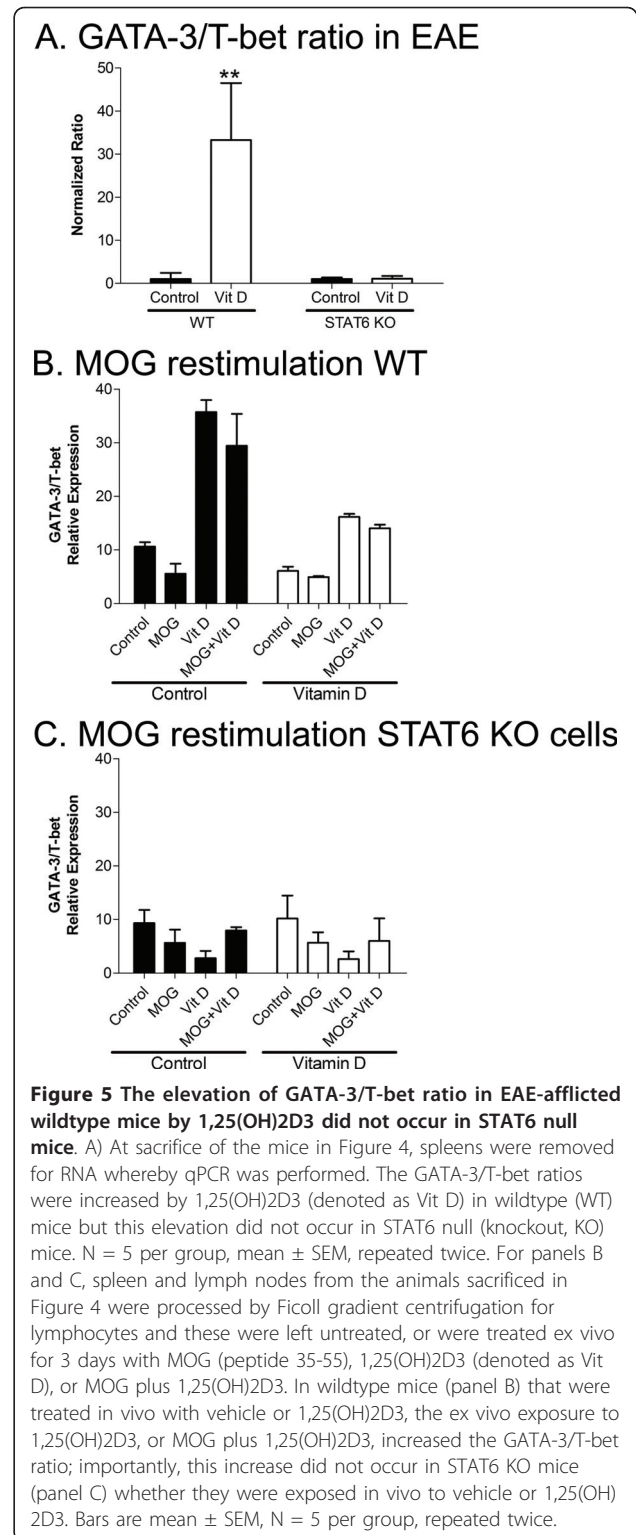 A. GATA-3/T-bet ratio in EAE
Normalized Ratio
50
40
30
20
10
0
**
Control Vit D Control Vit D
WT STAT6 KO
B. MOG restimulation WT
GATA-3/T-bet
Relative Expression
40
30
20
10
0
Control MOG Vit D MOG+Vit D Control MOG Vit D MOG+Vit D
Control Vitamin D
C. MOG restimulation STAT6 KO cells
GATA-3/T-bet
Relative Expression
40
30
20
10
0
Control MOG Vit D MOG+Vit D Control MOG Vit D MOG+Vit D
Control Vitamin D
Figure 5 The elevation of GATA-3/T-bet ratio in EAE-afflicted
wildtype mice by 1,25(OH)2D3 did not occur in STAT6 null
mice. A) At sacrifice of the mice in Figure 4, spleens were removed
for RNA whereby qPCR was performed. The GATA-3/T-bet ratios
were increased by 1,25(OH)2D3 (denoted as Vit D) in wildtype (WT)
mice but this elevation did not occur in STAT6 null (knockout, KO)
mice. N = 5 per group, mean ± SEM, repeated twice. For panels B
and C, spleen and lymph nodes from the animals sacrificed in
Figure 4 were processed by Ficoll gradient centrifugation for
lymphocytes and these were left untreated, or were treated ex vivo
for 3 days with MOG (peptide 35-55), 1,25(OH)2D3 (denoted as Vit
D), or MOG plus 1,25(OH)2D3. In wildtype mice (panel B) that were
treated in vivo with vehicle or 1,25(OH)2D3, the ex vivo exposure to
1,25(OH)2D3, or MOG plus 1,25(OH)2D3, increased the GATA-3/T-bet
ratio; importantly, this increase did not occur in STAT6 KO mice
(panel C) whether they were exposed in vivo to vehicle or 1,25(OH)
2D3. Bars are mean ± SEM, N = 5 per group, repeated twice.